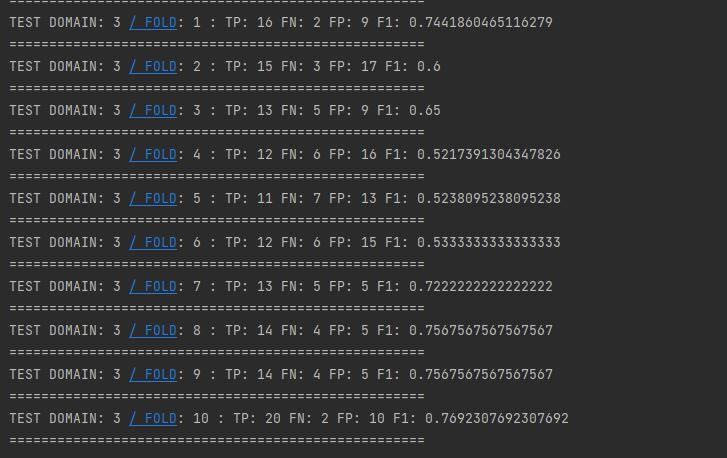 ====================================================
TEST DOMAIN: 3 / FOLD: 1 : TP: 16 FN: 2 FP: 9 F1: 0.7441860465116279
====================================================
TEST DOMAIN: 3 / FOLD: 2 : TP: 15 FN: 3 FP: 17 F1: 0.6
====================================================
TEST DOMAIN: 3 / FOLD: 3 : TP: 13 FN: 5 FP: 9 F1: 0.65
====================================================
TEST DOMAIN: 3 / FOLD: 4 : TP: 12 FN: 6 FP: 16 F1: 0.5217391304347826
====================================================
TEST DOMAIN: 3 / FOLD: 5 : TP: 11 FN: 7 FP: 13 F1: 0.5238095238095238
====================================================
TEST DOMAIN: 3 / FOLD: 6 : TP: 12 FN: 6 FP: 15 F1: 0.5333333333333333
====================================================
TEST DOMAIN: 3 / FOLD: 7 : TP: 13 FN: 5 FP: 5 F1: 0.7222222222222222
====================================================
TEST DOMAIN: 3 / FOLD: 8 : TP: 14 FN: 4 FP: 5 F1: 0.7567567567567567
====================================================
TEST DOMAIN: 3 / FOLD: 9 : TP: 14 FN: 4 FP: 5 F1: 0.7567567567567567
====================================================
TEST DOMAIN: 3 / FOLD: 10 : TP: 20 FN: 2 FP: 10 F1: 0.7692307692307692
====================================================